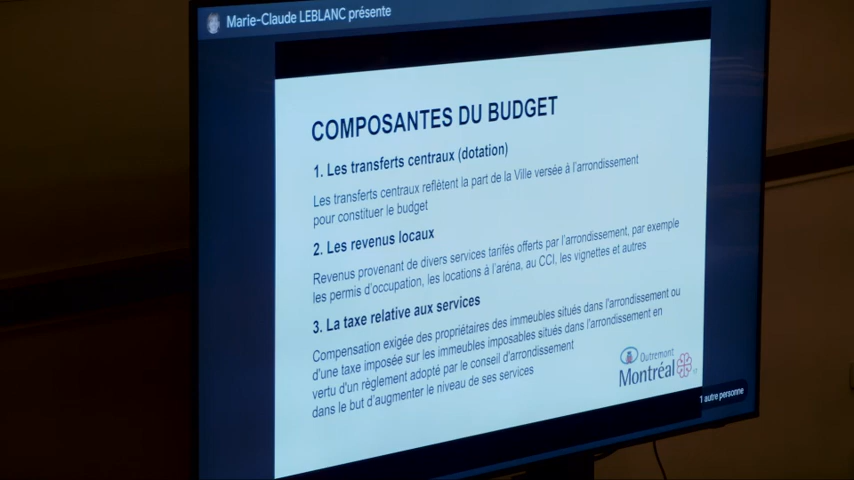 Marie-Claude LEBLANC présente
COMPOSANTES DU BUDGET
1. Les transferts centraux (dotation)
Les transferts centraux reflètent la part de la Ville versée à l'arrondissement
pour constituer le budget
2. Les revenus locaux
Revenus provenant de divers services tarifés offerts par l'arrondissement, par exemple
les permis d'occupation, les locations à l'aréna, au CCI, les vignettes et autres
3. La taxe relative aux services
Compensation exigée des propriétaires des immeubles situés dans l'arrondissement ou
d'une taxe imposée sur les immeubles imposables situés dans l'arrondissement en
vertu d'un règlement adopté par le conseil d'arrondissement
dans le but d'augmenter le niveau de ses services
Outremont
Montréal
1 autre personne